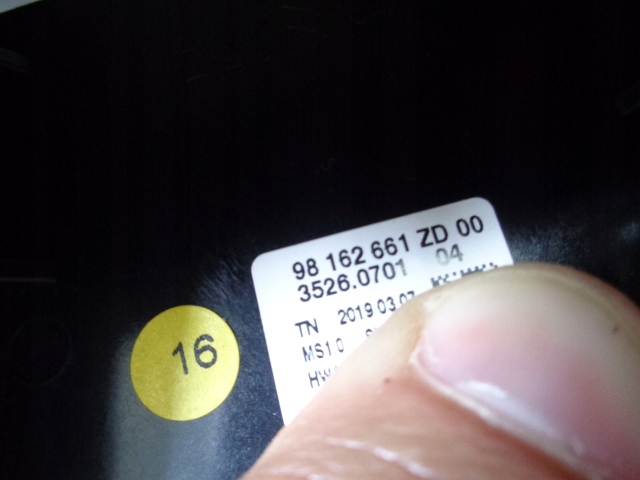 98 162 661 ZD 00
3526.0701 04
TN 2019 03 07
MS1.0
16